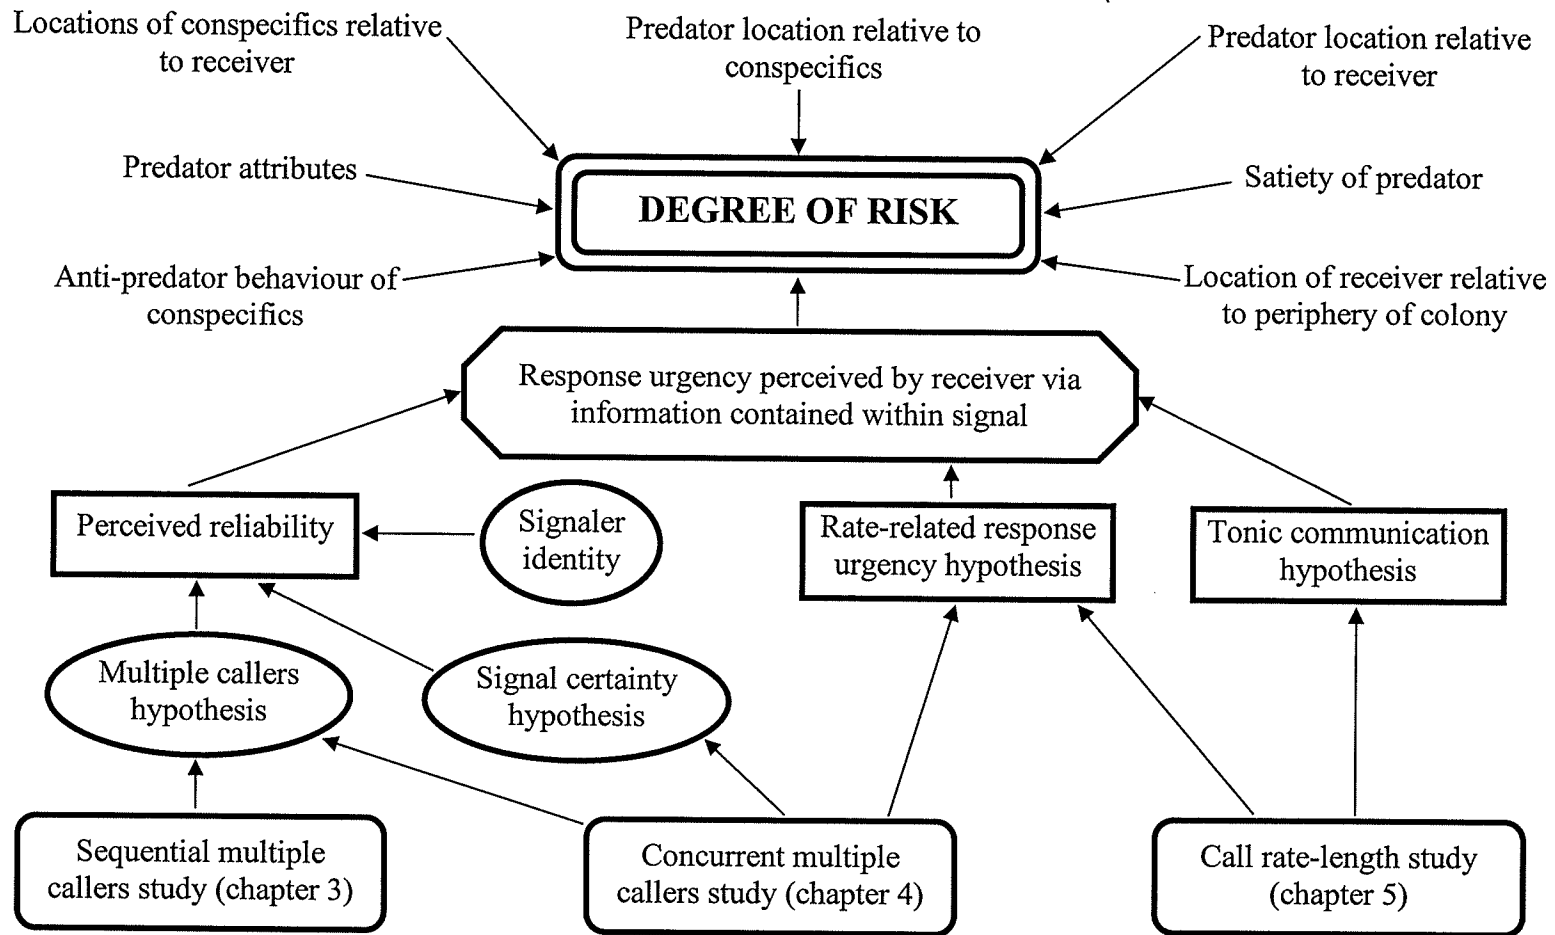 Locations of conspecifics relative
to receiver
Predator location relative to
conspecifics
Predator location relative
to receiver
Predator attributes
DEGREE OF RISK
Satiety of predator
Anti-predator behaviour of
conspecifics
Location of receiver relative
to periphery of colony
Response urgency perceived by receiver via
information contained within signal
Perceived reliability
Signaler
identity
Rate-related response
urgency hypothesis
Tonic communication
hypothesis
Multiple callers
hypothesis
Signal certainty
hypothesis
Sequential multiple
callers study (chapter 3)
Concurrent multiple
callers study (chapter 4)
Call rate-length study
(chapter 5)